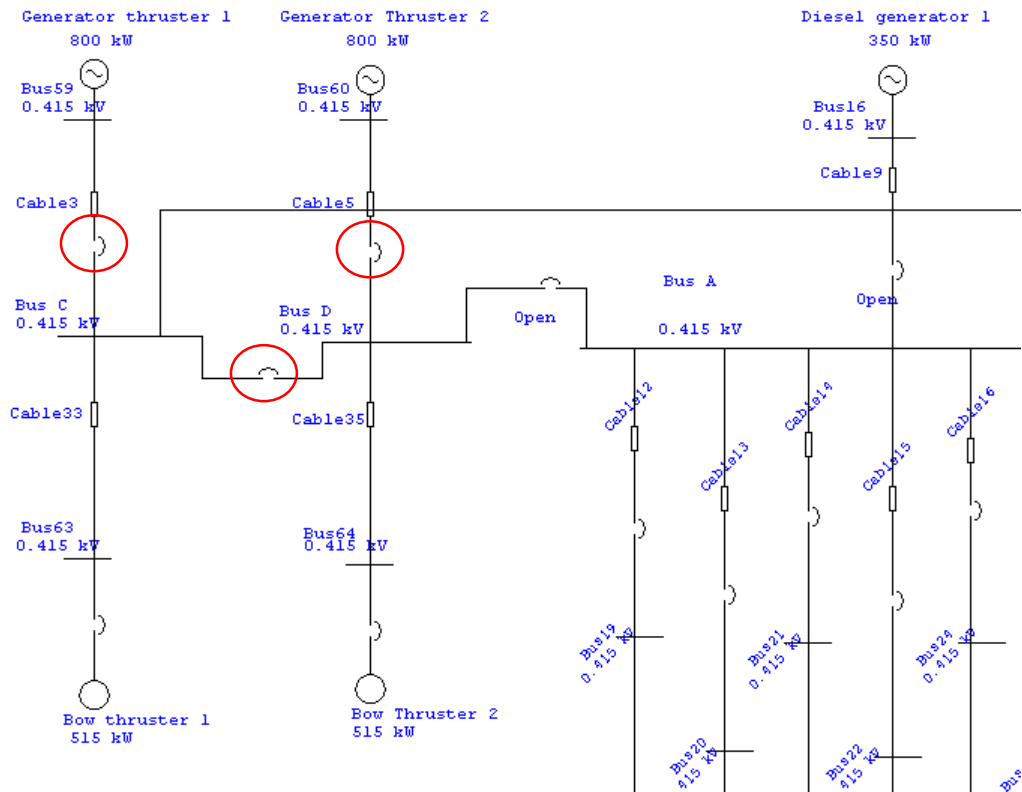 Generator thruster 1
800 kW
Generator Thruster 2
800 kW
Diesel generator 1
350 kW
Bus59
0.415 kV
Bus60
0.415 kV
Bus16
0.415 kV
Cable3
Cable5
Cable9
Bus C
0.415 kV
Bus D
0.415 kV
Open
Bus A
0.415 kV
Open
Cable33
Cable35
Cable12
Cable13
Cable14
Cable15
Cable16
Bus63
0.415 kV
Bus64
0.415 kV
Bus19
0.415 kV
Bus21
0.415 kV
Bus24
0.415 kV
Bow thruster 1
515 kW
Bow Thruster 2
515 kW
Bus20
415 kV
Bus22
415 kV
Bus